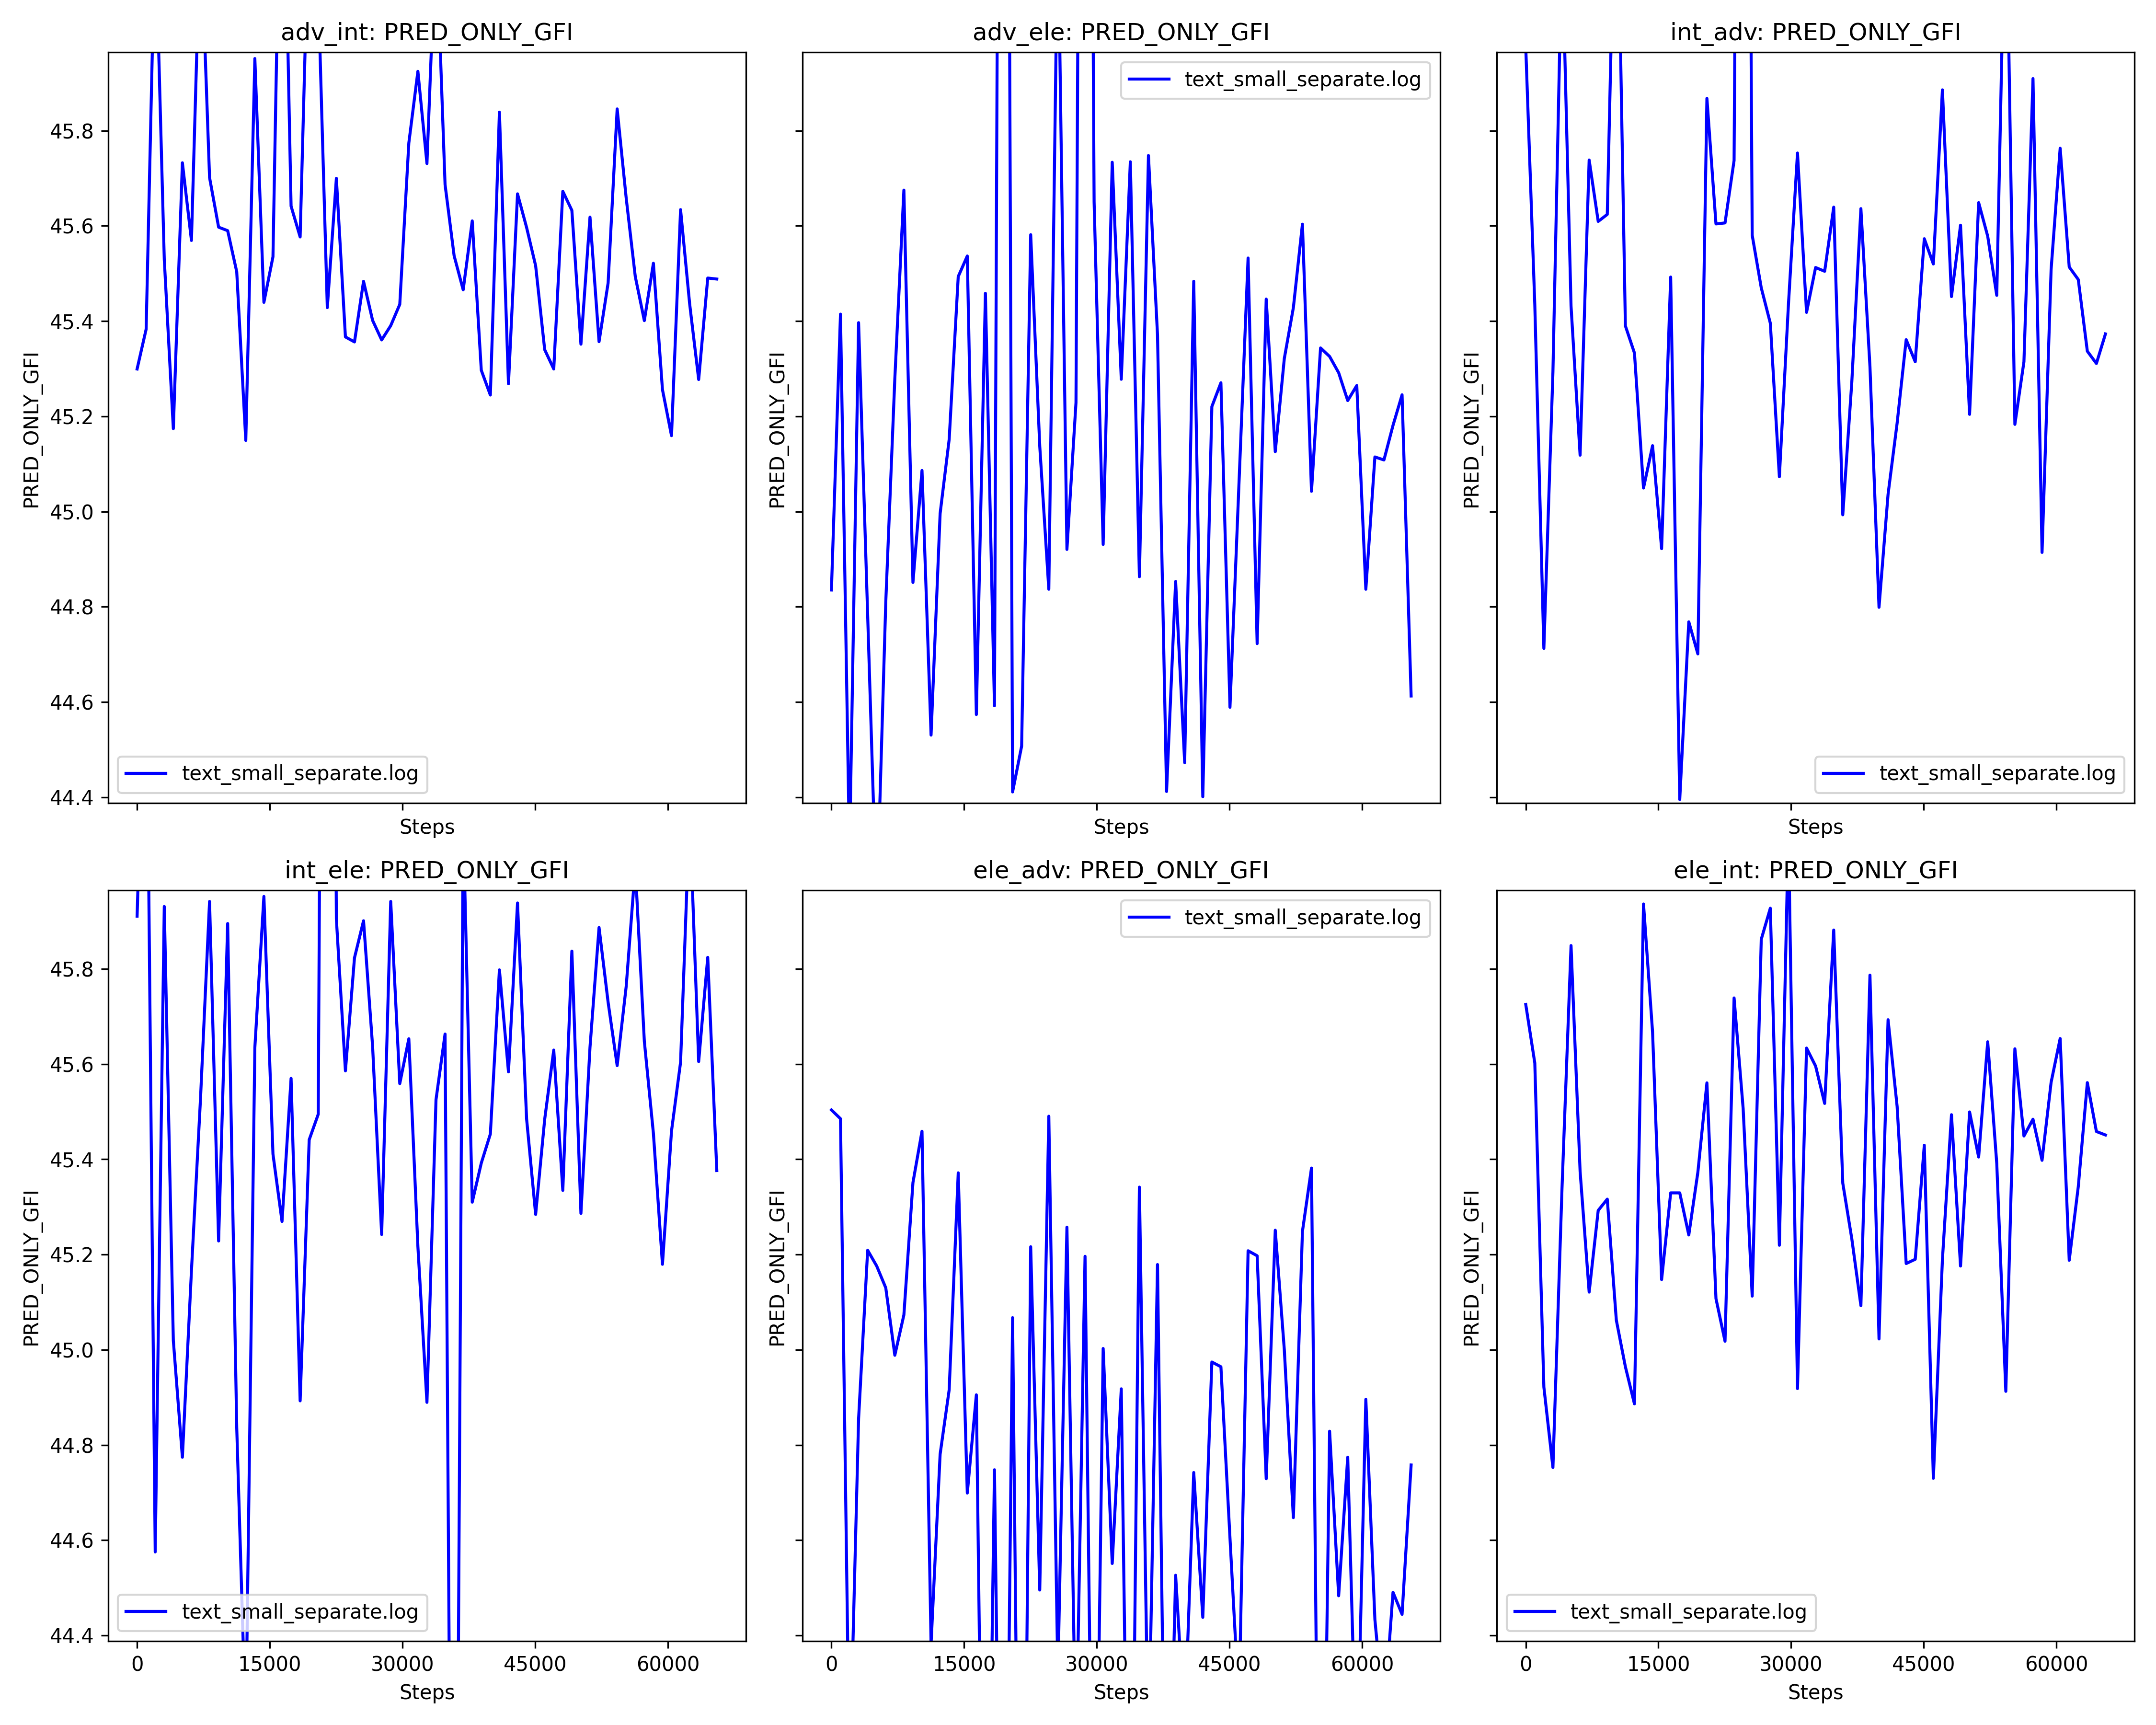 adv_int: PRED_ONLY_GFI
adv_ele: PRED_ONLY_GFI
int_adv: PRED_ONLY_GFI
PRED_ONLY_GFI
45.8
45.6
45.4
45.2
45.0
44.8
44.6
44.4
text_small_separate.log
Steps
PRED_ONLY_GFI
text_small_separate.log
Steps
PRED_ONLY_GFI
text_small_separate.log
Steps
int_ele: PRED_ONLY_GFI
ele_adv: PRED_ONLY_GFI
ele_int: PRED_ONLY_GFI
PRED_ONLY_GFI
45.8
45.6
45.4
45.2
45.0
44.8
44.6
44.4
text_small_separate.log
0 15000 30000 45000 60000
Steps
PRED_ONLY_GFI
text_small_separate.log
0 15000 30000 45000 60000
Steps
PRED_ONLY_GFI
text_small_separate.log
0 15000 30000 45000 60000
Steps